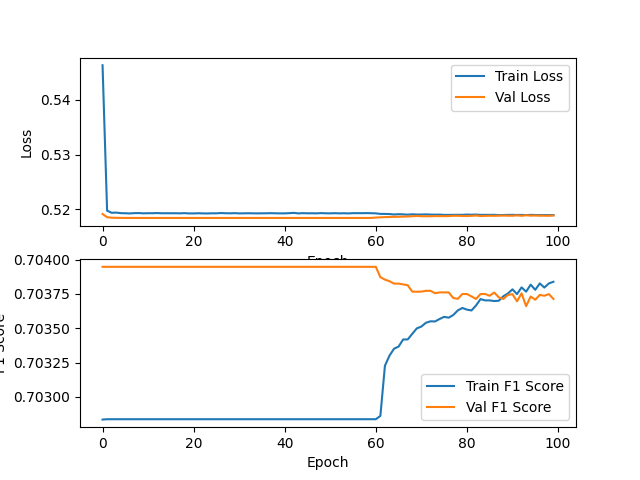 Train Loss
Val Loss
0.54
0.53
0.52
Loss
0 20 40 60 80 100
Epoch
0.70400
0.70375
0.70350
0.70325
0.70300
F1 Score
Train F1 Score
Val F1 Score
0 20 40 60 80 100
Epoch